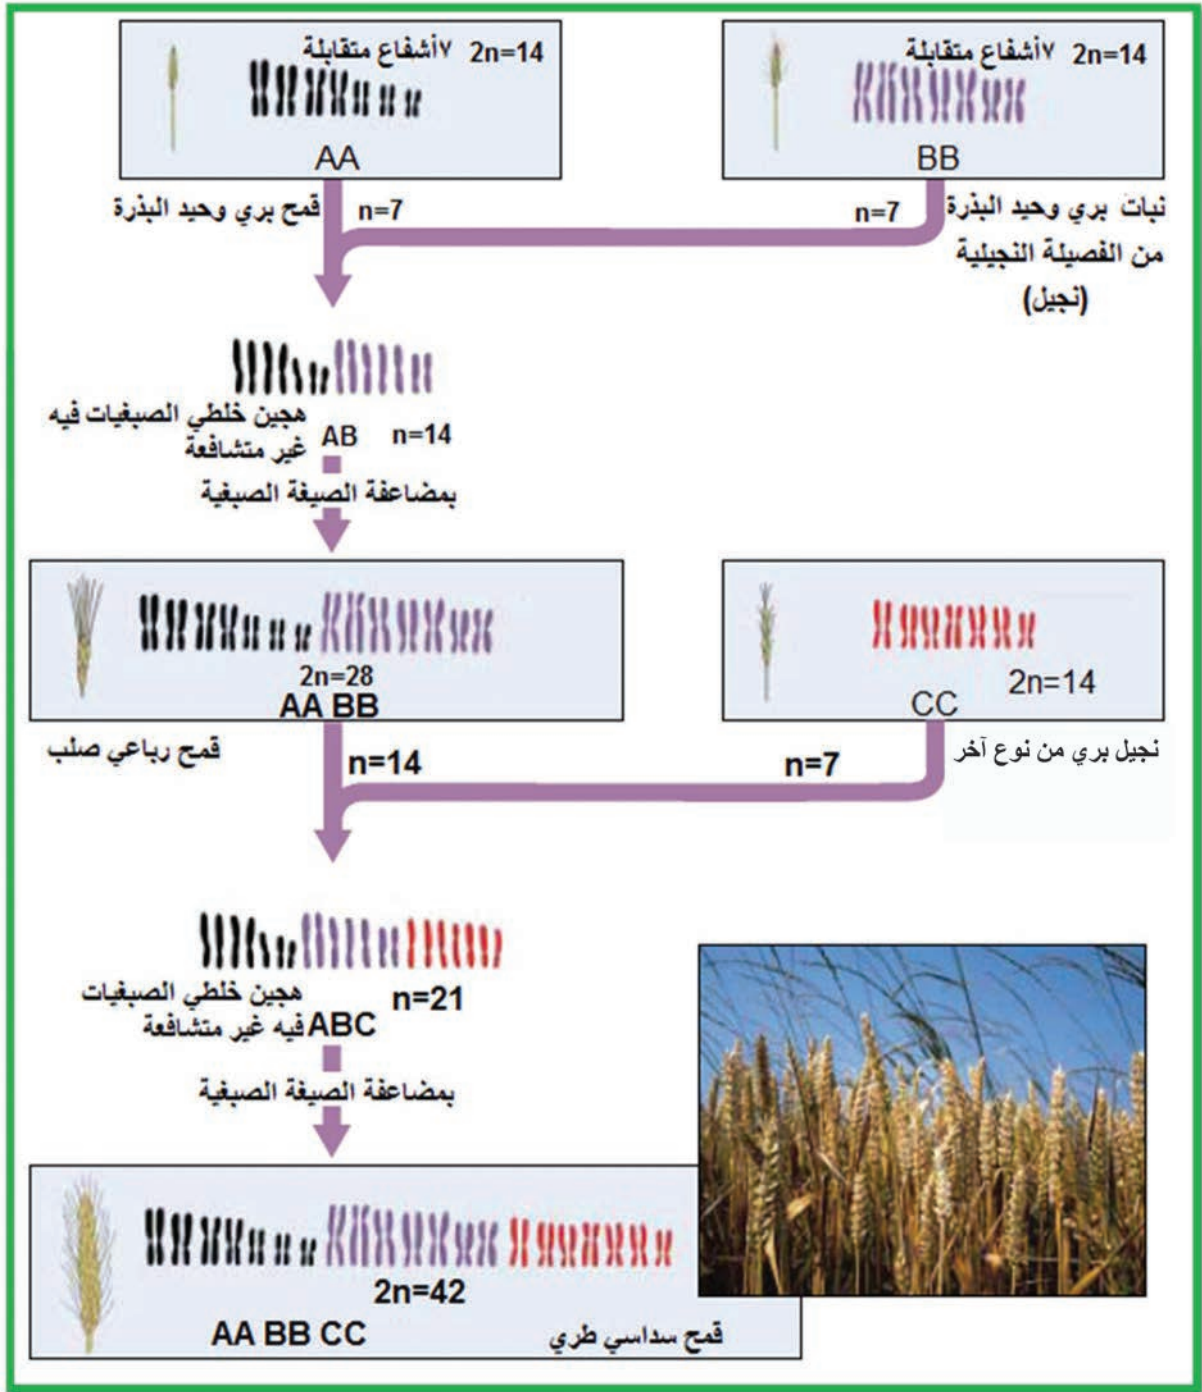 ٧أشفاع متقابلة 2n=14
AA
٧أشفاع متقابلة 2n=14
BB
قمح بري وحيد البذرة
n=7
n=7
نبات بري وحيد البذرة
من الفصيلة النجيلية
(نجيل)
هجين خلطي الصبغيات فيه
غير متشافعة
AB n=14
بمضاعفة الصيغة الصبغية
2n=28
AA BB
2n=14
CC
قمح رباعي صلب
n=14
n=7
نجيل بري من نوع آخر
هجين خلطي الصبغيات
فيه غير متشافعة
ABC
n=21
بمضاعفة الصيغة الصبغية
2n=42
AA BB CC
قمح سداسي طري